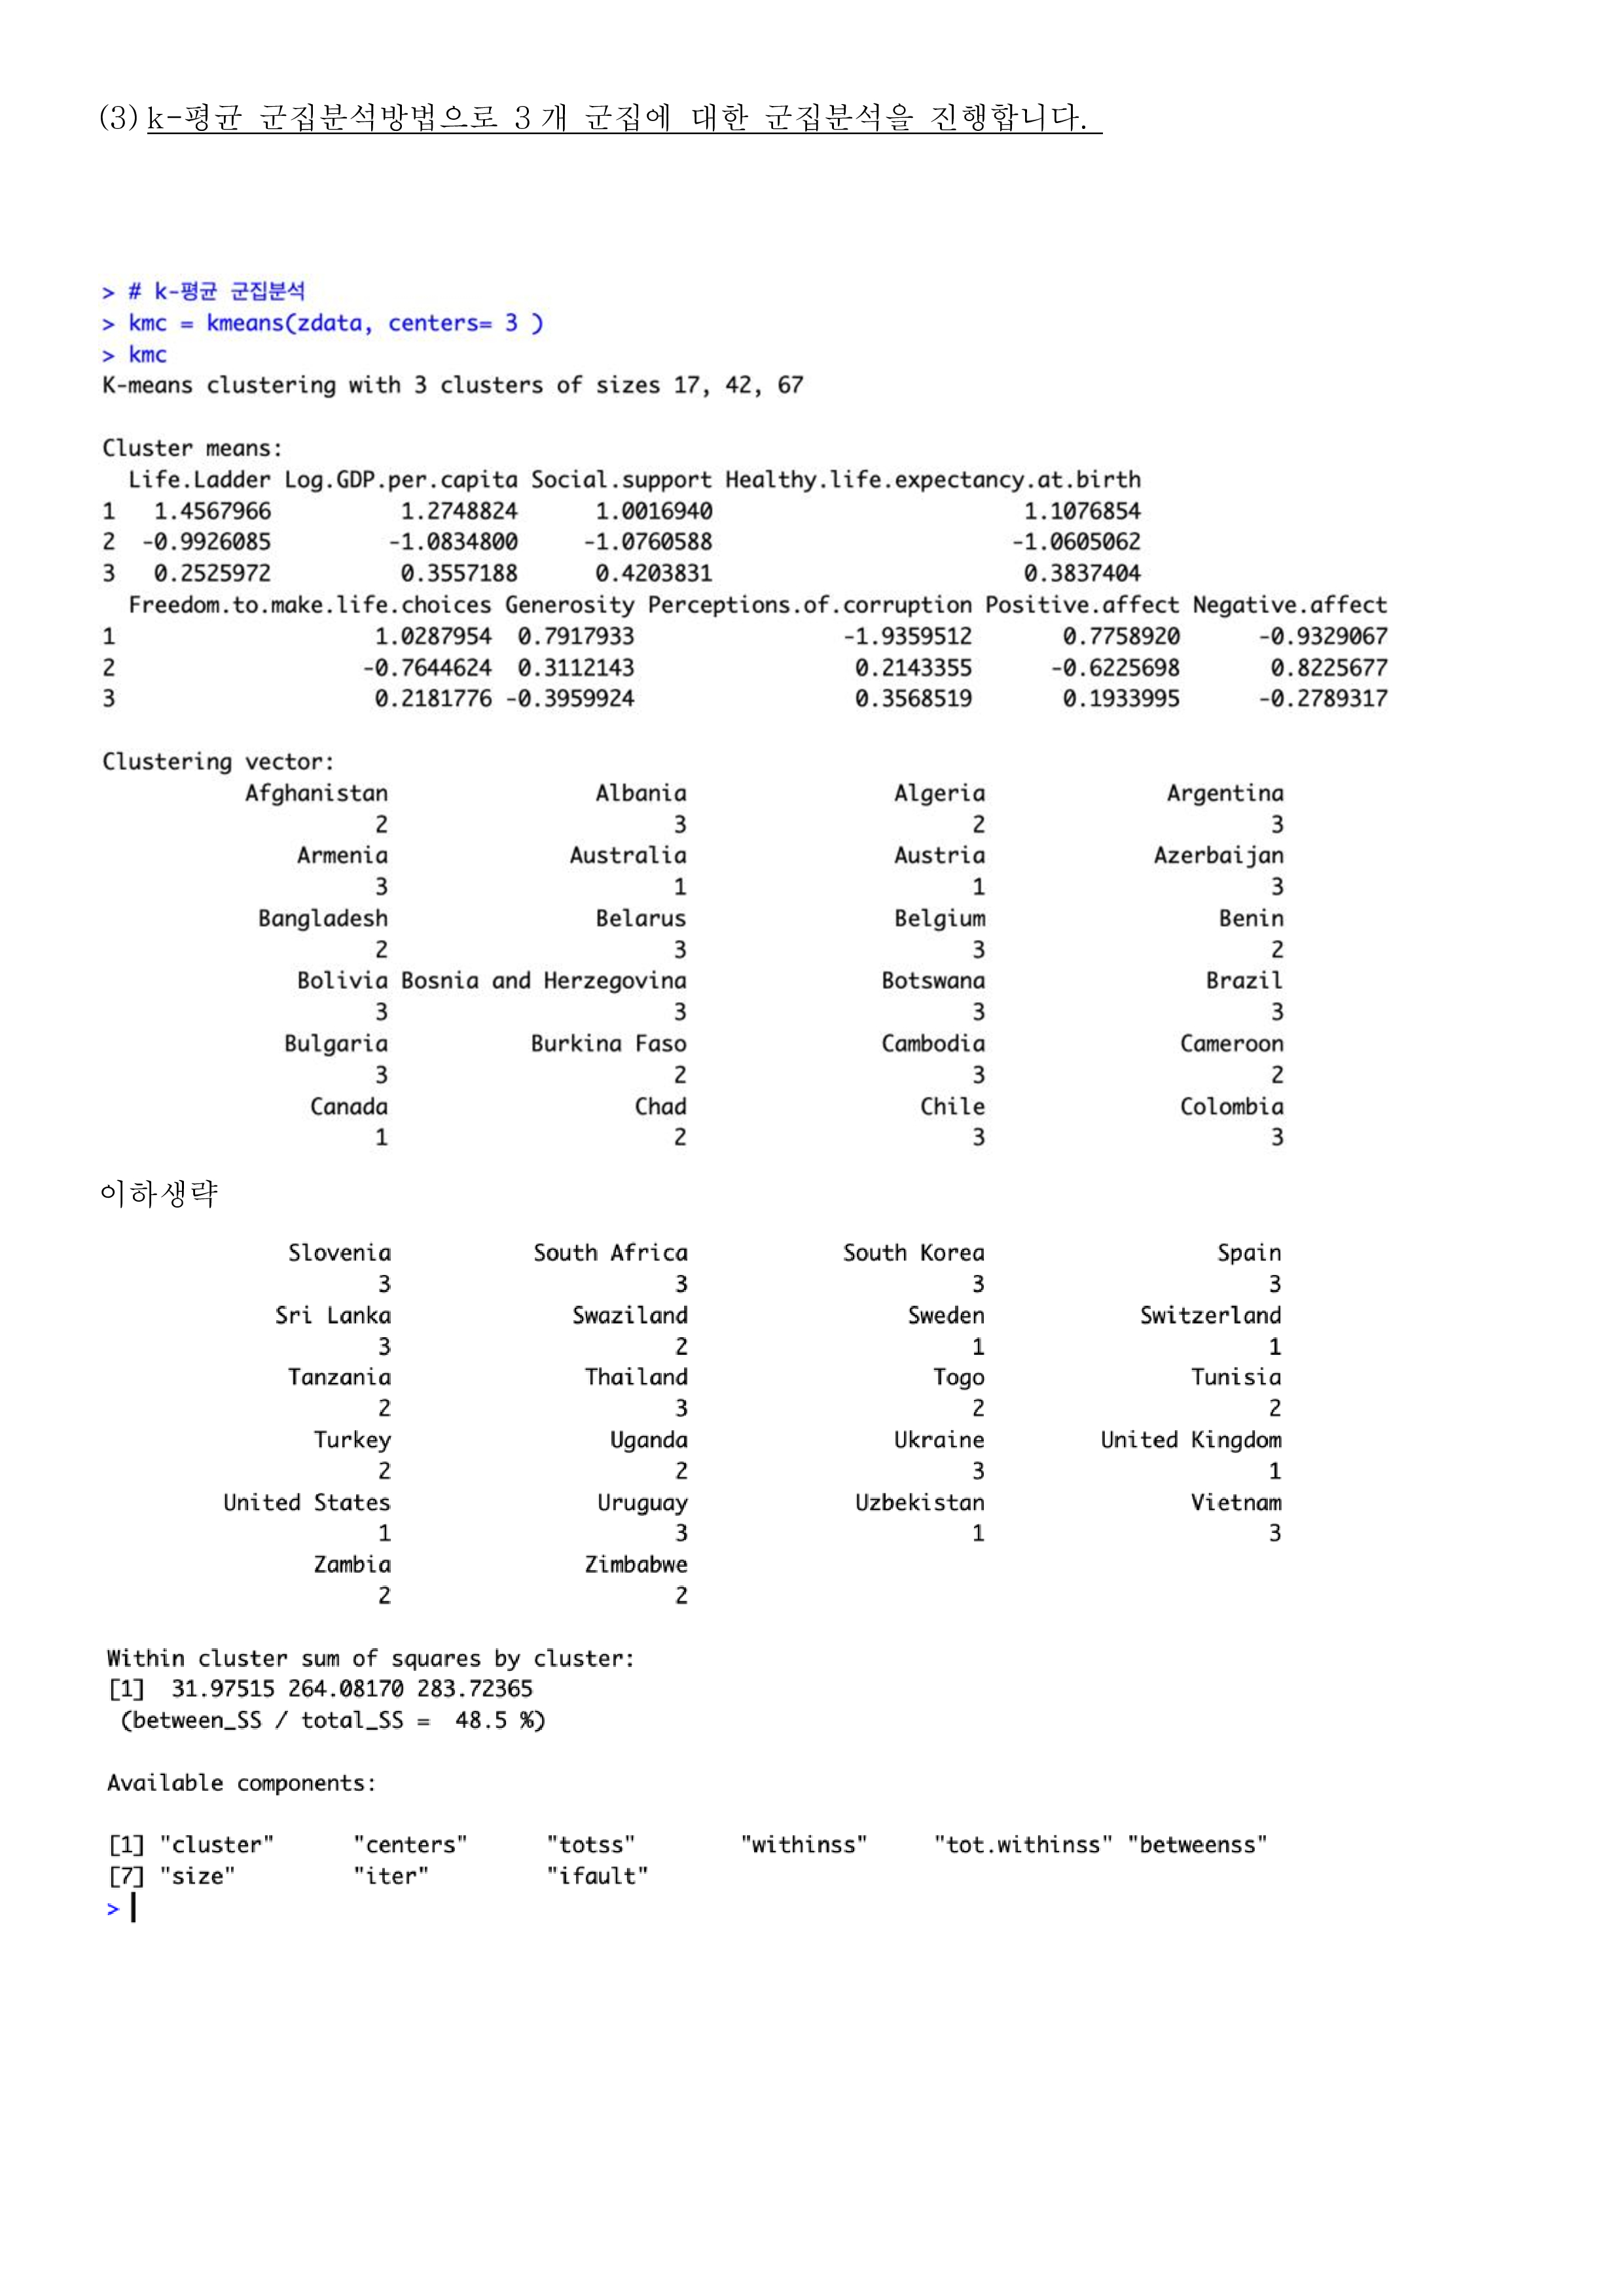 (3) k-평균 군집분석방법으로 3개 군집에 대한 군집분석을 진행합니다.
> # k-평균 군집분석
> kmc = kmeans(zdata, centers= 3 )
> kmc
K-means clustering with 3 clusters of sizes 17, 42, 67
Cluster means:
Life.Ladder Log.GDP.per.capita Social.support Healthy.life.expectancy.at.birth
1 1.4567966 1.2748824 1.0016940 1.1076854
2 -0.9926085 -1.0834800 -1.0760588 -1.0605062
3 0.2525972 0.3557188 0.4203831 0.3837404
Freedom.to.make.life.choices Generosity Perceptions.of.corruption Positive.affect Negative.affect
1 1.0287954 0.7917933 -1.9359512 0.7758920 -0.9329067
2 -0.7644624 0.3112143 0.2143355 -0.6225698 0.8225677
3 0.2181776 -0.3959924 0.3568519 0.1933995 -0.2789317
Clustering vector:
Afghanistan Albania Algeria Argentina
2 3 2 3
Armenia Australia Austria Azerbaijan
3 1 1 3
Bangladesh Belarus Belgium Benin
2 3 3 2
Bolivia Bosnia and Herzegovina Botswana Brazil
3 3 3 3
Bulgaria Burkina Faso Cambodia Cameroon
3 2 3 2
Canada Chad Chile Colombia
1 2 3 3
이하생략
Slovenia South Africa South Korea Spain
3 3 3 3
Sri Lanka Swaziland Sweden Switzerland
3 2 1 1
Tanzania Thailand Togo Tunisia
2 3 2 2
Turkey Uganda Ukraine United Kingdom
2 2 3 1
United States Uruguay Uzbekistan Vietnam
1 3 1 3
Zambia Zimbabwe
2 2
Within cluster sum of squares by cluster:
[1] 31.97515 264.08170 283.72365
(between_SS / total_SS = 48.5 %)
Available components:
[1] "cluster" "centers" "totss" "withinss" "tot.withinss" "betweenss"
[7] "size" "iter" "ifault"
>